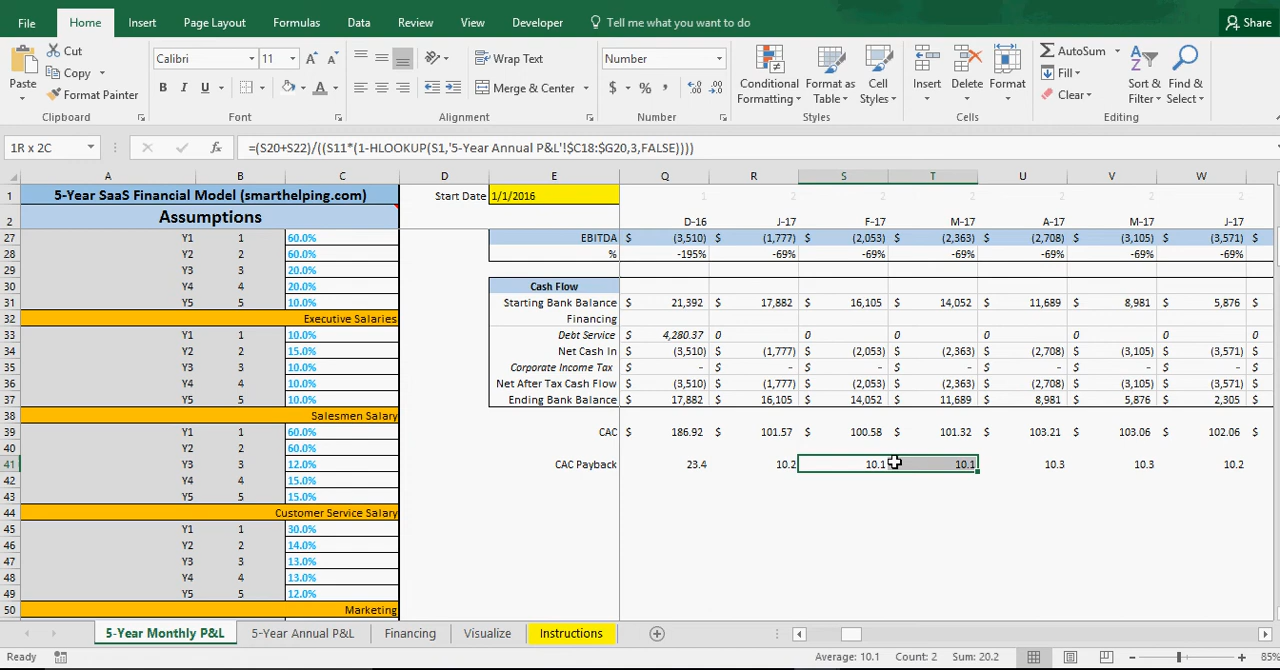 File Home Insert Page Layout Formulas Data Review View Developer Tell me what you want to do Share
Cut Calibri 11 A A Wrap Text Number AutoSum
Paste Copy Conditional Format as Cell Insert Delete Format Fill Sort & Find &
Format Painter B I U A Merge & Center $ % , Formatting Table Styles Clear Filter Select
Clipboard Font Alignment Number Styles Cells Editing
1R x 2C fx =(S20+S22)/((S11*(1-HLOOKUP(S1,'5-Year Annual P&L'!$C18:$G20,3,FALSE))))
A B C D E Q R S T U V W
1 5-Year SaaS Financial Model (smarthelping.com) Start Date 1/1/2016 1 2 2 2 2 2 2
2 Assumptions D-16 J-17 F-17 M-17 A-17 M-17 J-17
27 Y1 1 60.0% EBITDA $ (3,510) $ (1,777) $ (2,053) $ (2,363) $ (2,708) $ (3,105) $ (3,571) $
28 Y2 2 60.0% % -195% -69% -69% -69% -69% -69% -69%
29 Y3 3 20.0%
30 Y4 4 20.0% Cash Flow
31 Y5 5 10.0% Starting Bank Balance $ 21,392 $ 17,882 $ 16,105 $ 14,052 $ 11,689 $ 8,981 $ 5,876 $
32 Executive Salaries Financing
33 Y1 1 10.0% Debt Service $ 4,280.37 0 0 0 0 0 0 0
34 Y2 2 15.0% Net Cash In $ (3,510) $ (1,777) $ (2,053) $ (2,363) $ (2,708) $ (3,105) $ (3,571) $
35 Y3 3 10.0% Corporate Income Tax $ - $ - $ - $ - $ - $ - $ - $
36 Y4 4 10.0% Net After Tax Cash Flow $ (3,510) $ (1,777) $ (2,053) $ (2,363) $ (2,708) $ (3,105) $ (3,571) $
37 Y5 5 10.0% Ending Bank Balance $ 17,882 $ 16,105 $ 14,052 $ 11,689 $ 8,981 $ 5,876 $ 2,305 $
38 Salesmen Salary
39 Y1 1 60.0% CAC $ 186.92 $ 101.57 $ 100.58 $ 101.32 $ 103.21 $ 103.06 $ 102.06 $
40 Y2 2 60.0%
41 Y3 3 12.0% CAC Payback 23.4 10.2 10.1 10.1 10.3 10.3 10.2
42 Y4 4 15.0%
43 Y5 5 15.0%
44 Customer Service Salary
45 Y1 1 30.0%
46 Y2 2 14.0%
47 Y3 3 13.0%
48 Y4 4 13.0%
49 Y5 5 12.0%
50 Marketing
5-Year Monthly P&L 5-Year Annual P&L Financing Visualize Instructions
Ready Average: 10.1 Count: 2 Sum: 20.2 85%